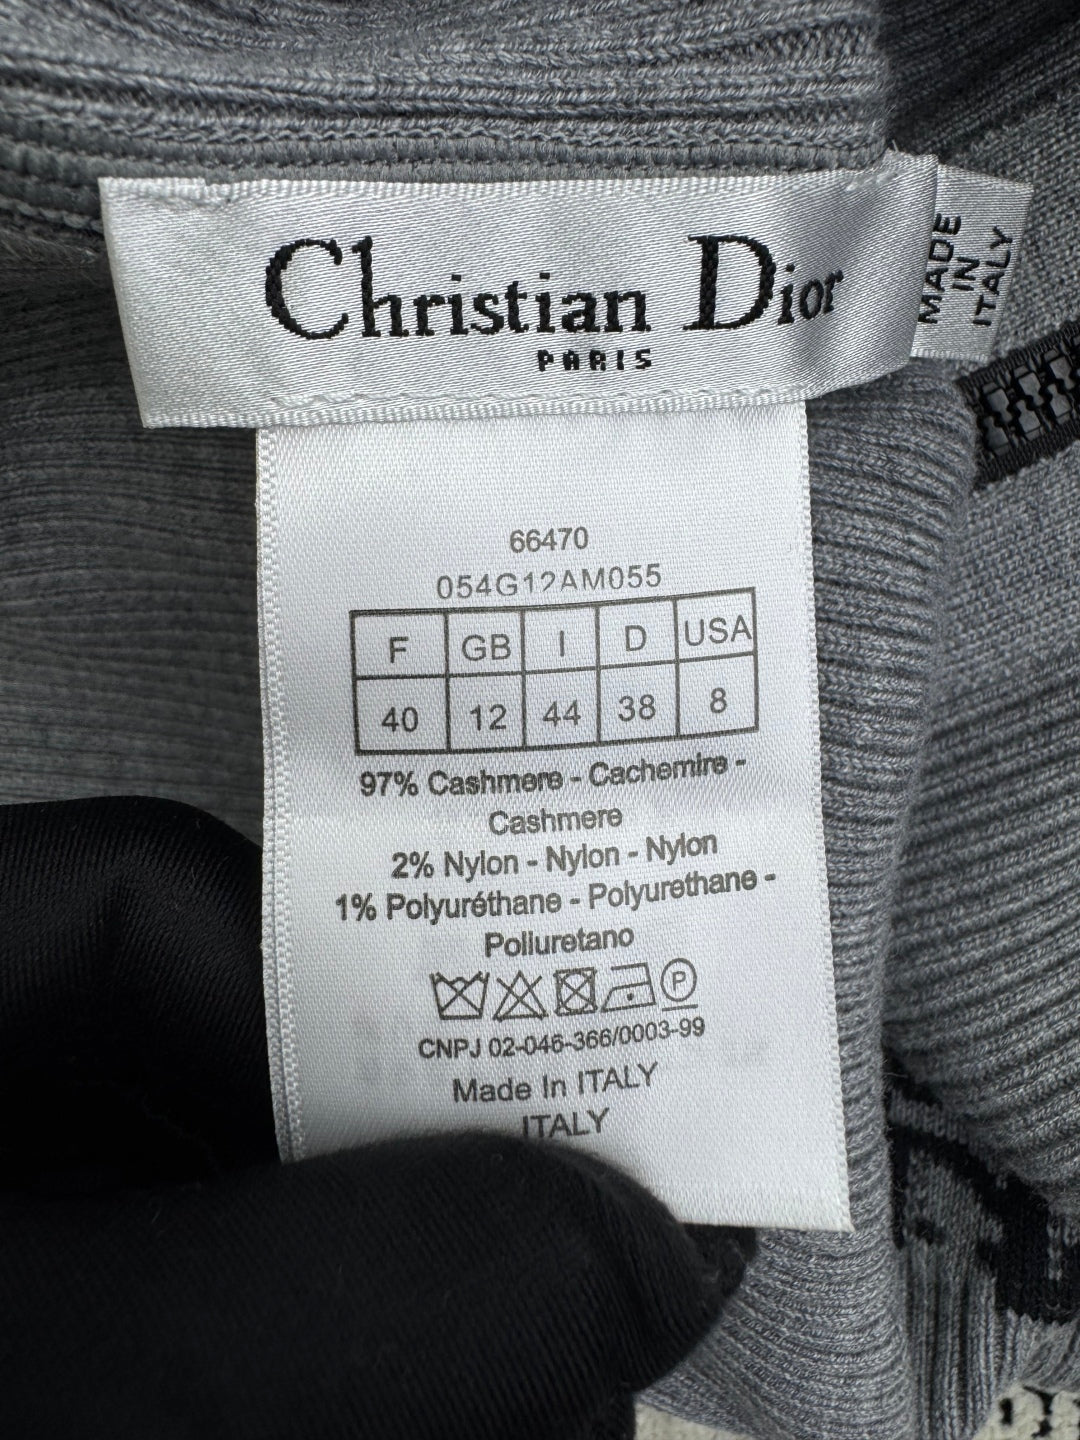 Christian Dior
PARIS
MADE
IN
ITALY
66470
054G12AM055
F GB I D USA
40 12 44 38 8
97% Cashmere - Cachemire -
Cashmere
2% Nylon - Nylon - Nylon
1% Polyuréthane - Polyurethane -
Poliuretano
P
CNPJ 02-046-366/0003-99
Made In ITALY
ITALY